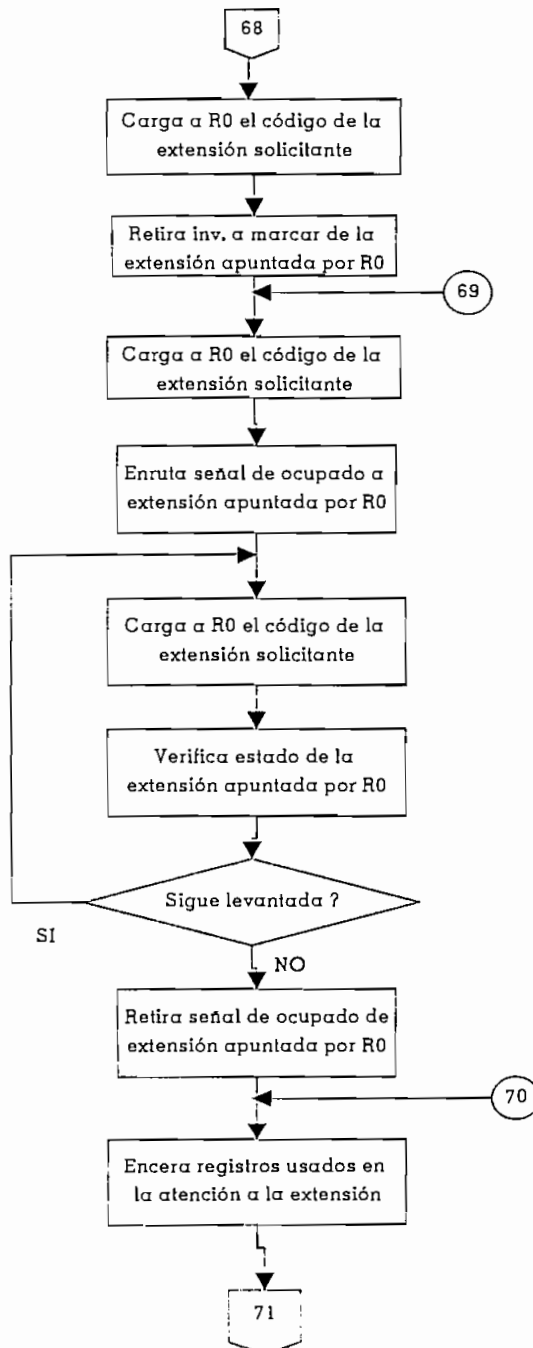 68
Carga a R0 el código de la
extensión solicitante
Retira inv. a marcar de la
extensión apuntada por R0
69
Carga a R0 el código de la
extensión solicitante
Enruta señal de ocupado a
extensión apuntada por R0
Carga a R0 el código de la
extensión solicitante
Verifica estado de la
extensión apuntada por R0
Sigue levantada ?
SI
NO
Retira señal de ocupado de
extensión apuntada por R0
70
Encera registros usados en
la atención a la extensión
71